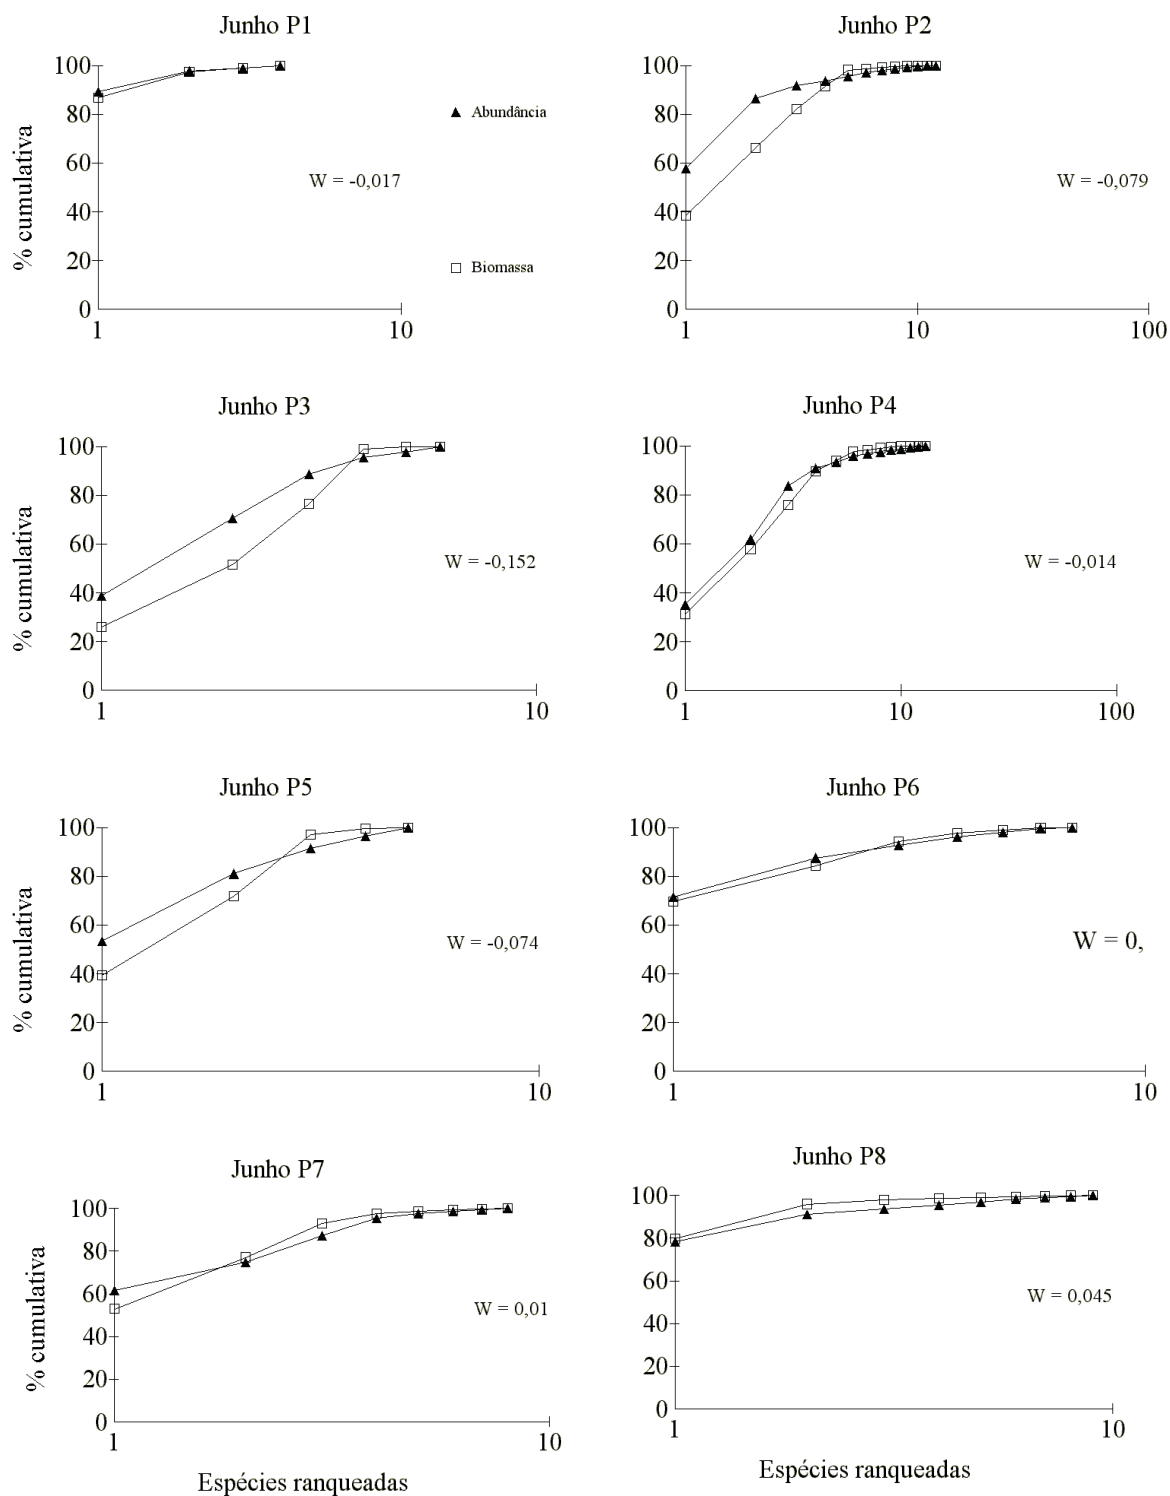 Junho P1
% cumulativa
100
80
60
40
20
0
1
10
Abundância
W = -0,017
Biomassa
Junho P2
100
80
60
40
20
0
1
10
100
W = -0,079
Junho P3
% cumulativa
100
80
60
40
20
0
1
10
W = -0,152
Junho P4
100
80
60
40
20
0
1
10
100
W = -0,014
Junho P5
% cumulativa
100
80
60
40
20
0
1
10
W = -0,074
Junho P6
100
80
60
40
20
0
1
10
W = 0,
Junho P7
% cumulativa
100
80
60
40
20
0
1
10
W = 0,01
Espécies ranqueadas
Junho P8
100
80
60
40
20
0
1
10
W = 0,045
Espécies ranqueadas